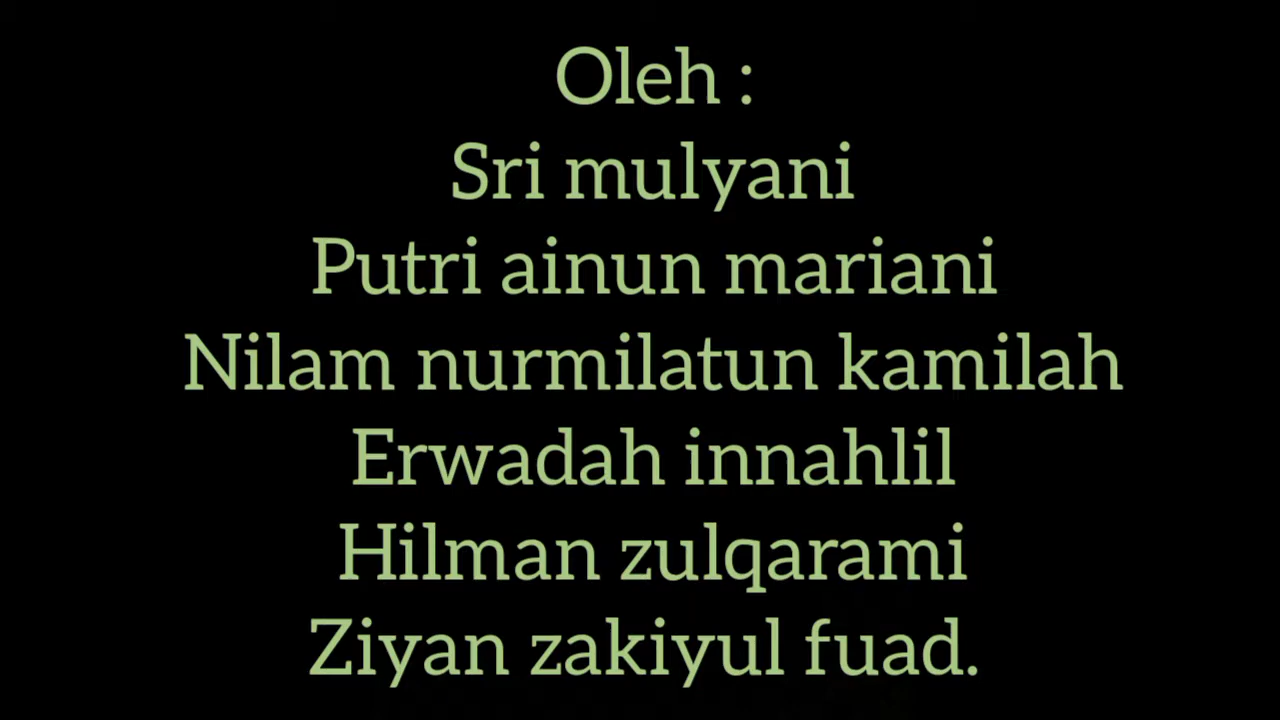 Oleh :
Sri mulyani
Putri ainun mariani
Nilam nurmilatun kamilah
Erwadah innahlil
Hilman zulqarami
Ziyan zakiyul fuad.